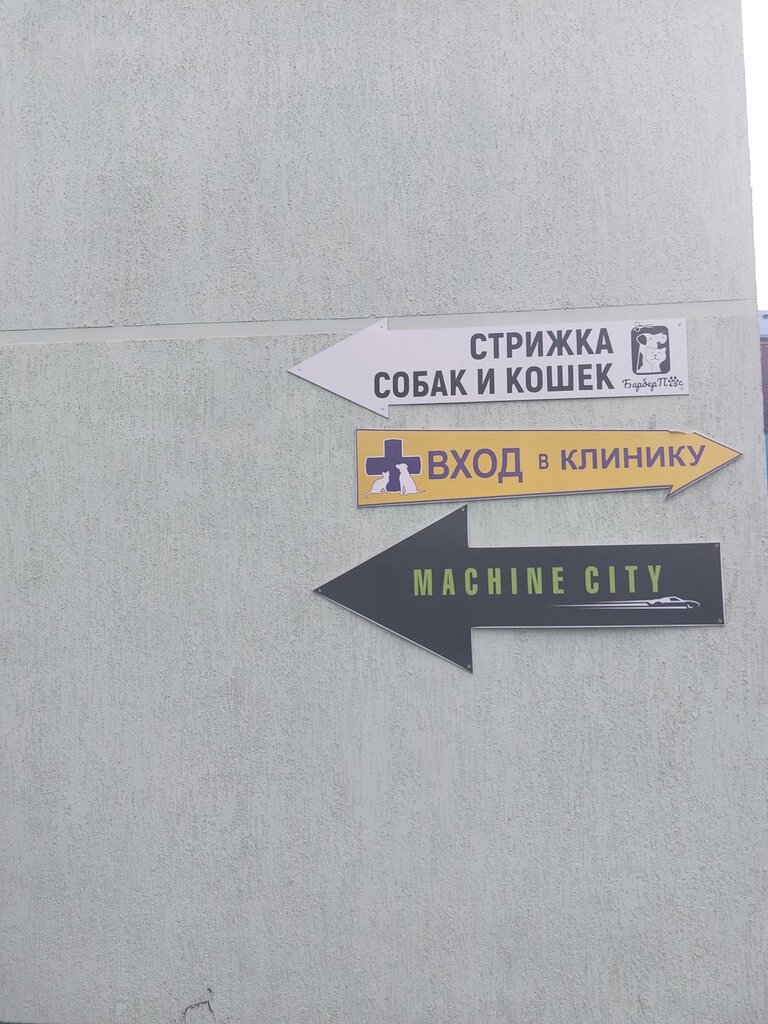 СТРИЖКА
СОБАК И КОШЕК
БарберПёс
ВХОД В КЛИНИКУ
MACHINE CITY